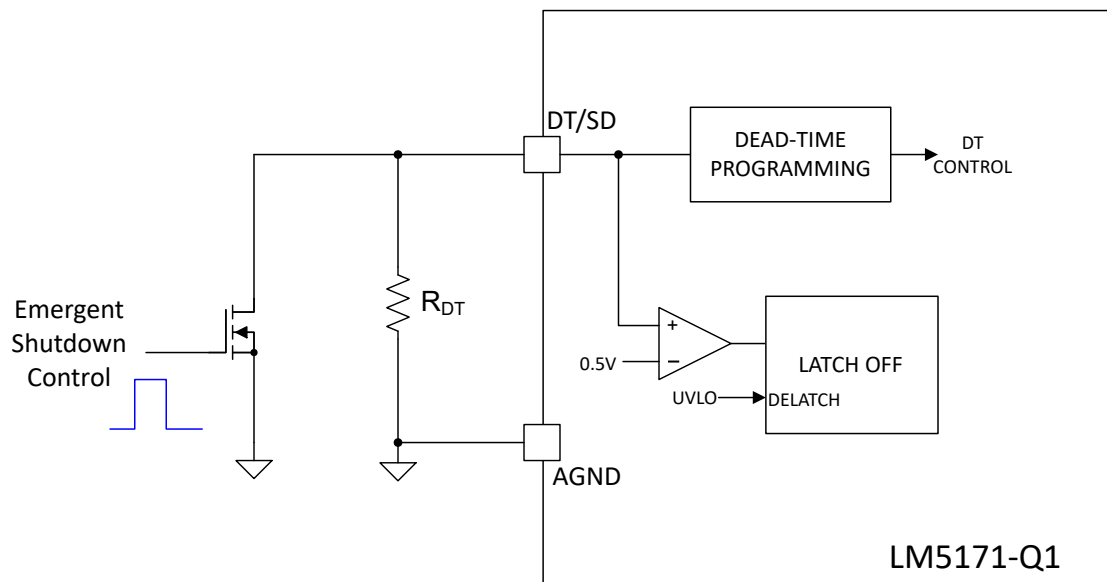 DT/SD
DEAD-TIME
PROGRAMMING
DT
CONTROL
Emergent
Shutdown
Control
RDT
+
0.5V
−
LATCH OFF
UVLO
DELATCH
AGND
LM5171-Q1